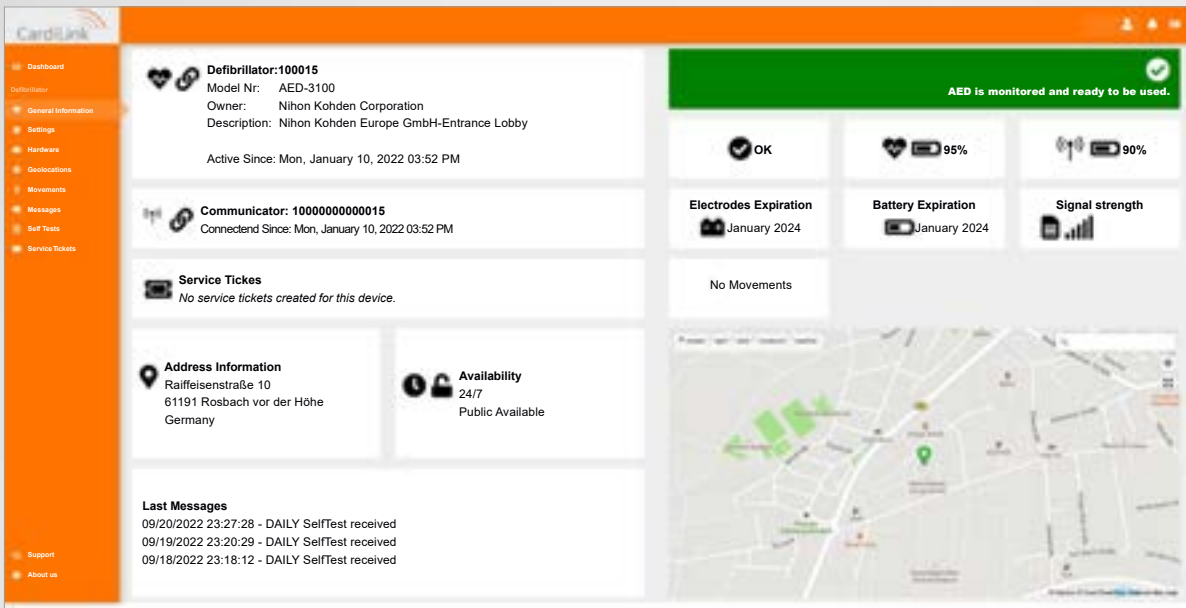 CardiLink
Dashboard
Defibrillator
General Information
Settings
Hardware
Geolocations
Movements
Messages
Self Tests
Service Tickets
Support
About us
Defibrillator:100015
Model Nr: AED-3100
Owner: Nihon Kohden Corporation
Description: Nihon Kohden Europe GmbH-Entrance Lobby
Active Since: Mon, January 10, 2022 03:52 PM
Communicator: 10000000000015
Connectend Since: Mon, January 10, 2022 03:52 PM
Service Tickes
No service tickets created for this device.
Address Information
Raiffeisenstraße 10
61191 Rosbach vor der Höhe
Germany
Availability
24/7
Public Available
Last Messages
09/20/2022 23:27:28 - DAILY SelfTest received
09/19/2022 23:20:29 - DAILY SelfTest received
09/18/2022 23:18:12 - DAILY SelfTest received
AED is monitored and ready to be used.
OK
95%
90%
Electrodes Expiration
January 2024
Battery Expiration
January 2024
Signal strength
No Movements